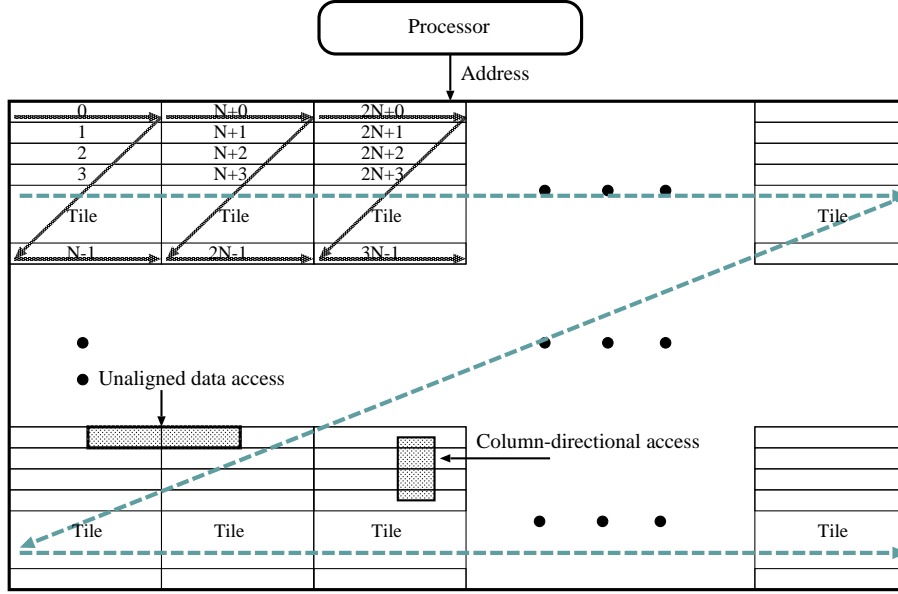 Processor
Address
0 N+0 2N+0
1 N+1 2N+1
2 N+2 2N+2
3 N+3 2N+3
Tile Tile Tile Tile
N-1 2N-1 3N-1
Unaligned data access
Column-directional access
Tile Tile Tile Tile